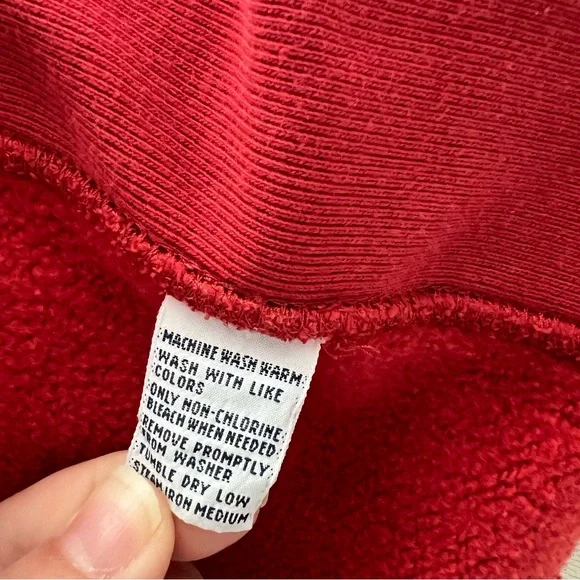 MACHINE WASH WARM
WASH WITH LIKE
COLORS
ONLY NON-CHLORINE
BLEACH WHEN NEEDED
REMOVE PROMPTLY
FROM WASHER
TUMBLE DRY LOW
STEAM IRON MEDIUM